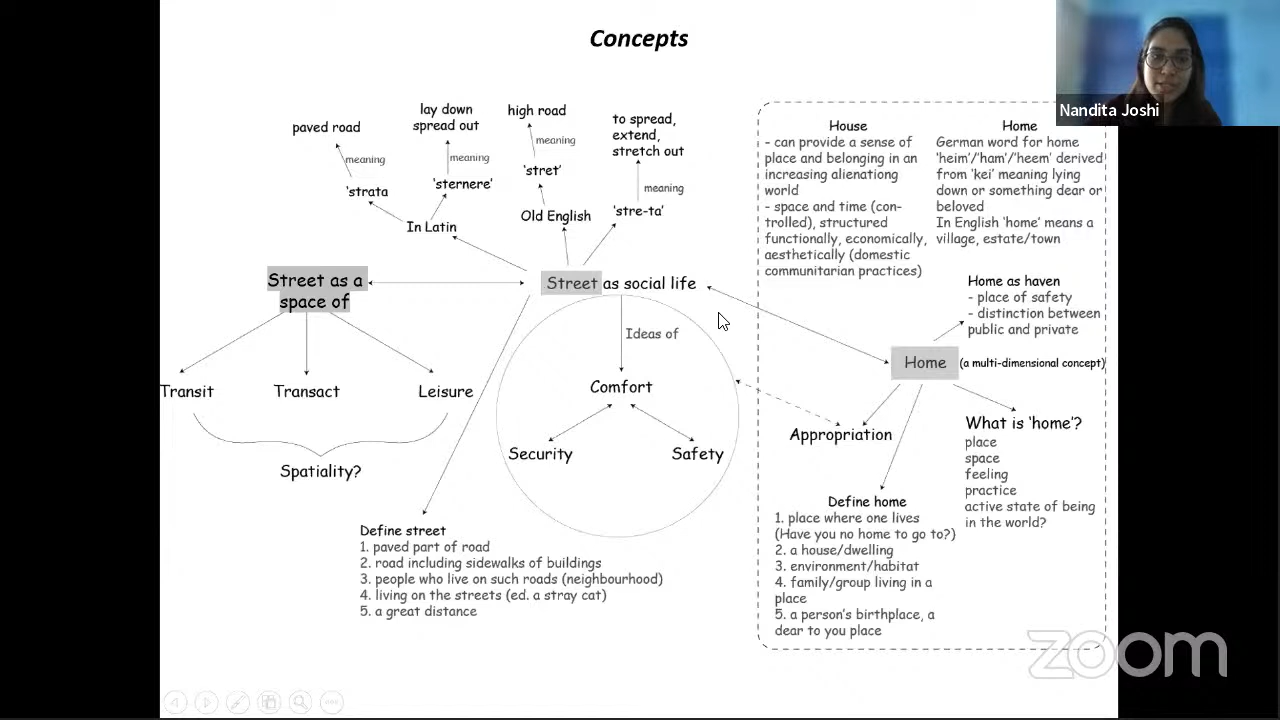 Concepts
Nandita Joshi
paved road
meaning
'strata
lay down
spread out
meaning
'sternere'
In Latin
high road
meaning
'stret'
Old English
to spread,
extend,
stretch out
meaning
'stre-ta'
Street as a
space of
Street as social life
Transit
Transact
Leisure
Spatiality?
Ideas of
Comfort
Security
Safety
Define street
1. paved part of road
2. road including sidewalks of buildings
3. people who live on such roads (neighbourhood)
4. living on the streets (ed. a stray cat)
5. a great distance
House
- can provide a sense of
place and belonging in an
increasing alienationg
world
- space and time (con-
trolled), structured
functionally, economically,
aesthetically (domestic
communitarian practices)
Home
German word for home
'heim'/'ham'/'heem' derived
from 'kei' meaning lying
down or something dear or
beloved
In English 'home' means a
village, estate/town
Home as haven
- place of safety
- distinction between
public and private
Home (a multi-dimensional concept)
Appropriation
What is 'home'?
place
space
feeling
practice
active state of being
in the world?
Define home
1. place where one lives
(Have you no home to go to?)
2. a house/dwelling
3. environment/habitat
4. family/group living in a
place
5. a person's birthplace, a
dear to you place
zoom